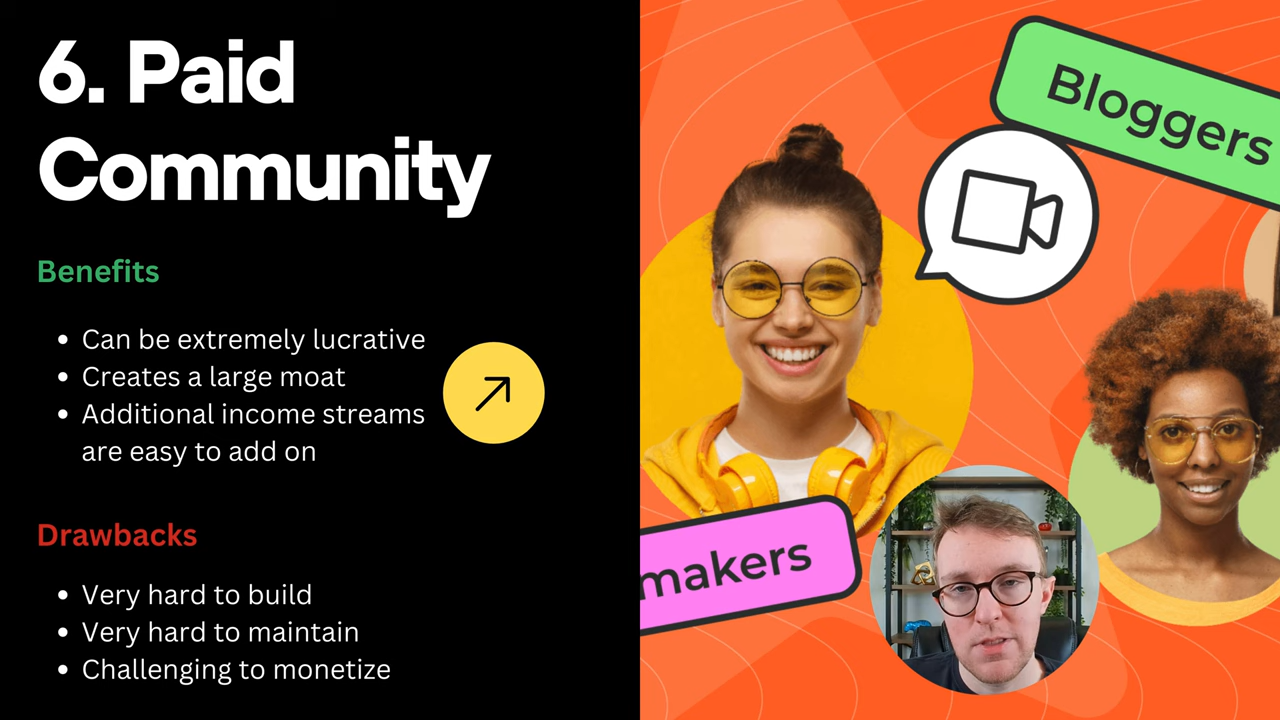 6. Paid
Community
Benefits
• Can be extremely lucrative
• Creates a large moat
• Additional income streams
are easy to add on
Drawbacks
• Very hard to build
• Very hard to maintain
• Challenging to monetize
Bloggers
makers